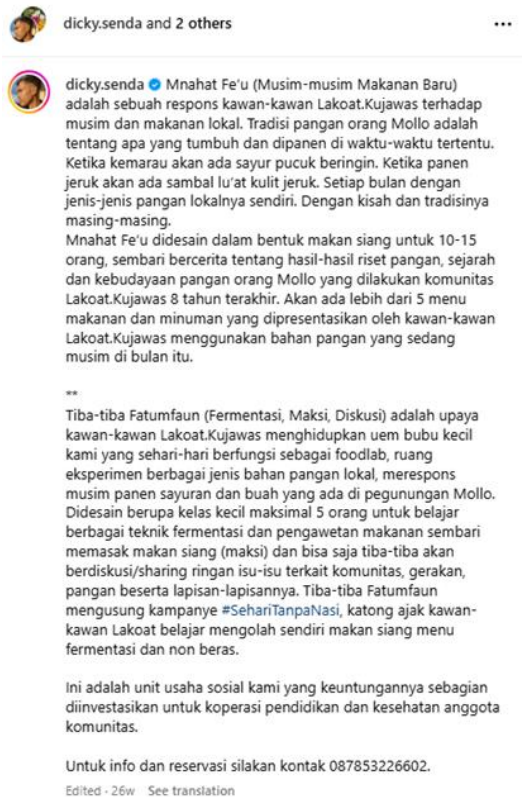 dicky.senda and 2 others
dicky.senda Mnahat Fe'u (Musim-musim Makanan Baru)
adalah sebuah respons kawan-kawan Lakoat.Kujawas terhadap
musim dan makanan lokal. Tradisi pangan orang Mollo adalah
tentang apa yang tumbuh dan dipanen di waktu-waktu tertentu.
Ketika kemarau akan ada sayur pucuk beringin. Ketika panen
jeruk akan ada sambal lu'at kulit jeruk. Setiap bulan dengan
jenis-jenis pangan lokalnya sendiri. Dengan kisah dan tradisinya
masing-masing.
Mnahat Fe'u didesain dalam bentuk makan siang untuk 10-15
orang, sembari bercerita tentang hasil-hasil riset pangan, sejarah
dan kebudayaan pangan orang Mollo yang dilakukan komunitas
Lakoat.Kujawas 8 tahun terakhir. Akan ada lebih dari 5 menu
makanan dan minuman yang dipresentasikan oleh kawan-kawan
Lakoat.Kujawas menggunakan bahan pangan yang sedang
musim di bulan itu.
**
Tiba-tiba Fatumfaun (Fermentasi, Maksi, Diskusi) adalah upaya
kawan-kawan Lakoat.Kujawas menghidupkan uem bubu kecil
kami yang sehari-hari berfungsi sebagai foodlab, ruang
eksperimen berbagai jenis bahan pangan lokal, merespons
musim panen sayuran dan buah yang ada di pegunungan Mollo.
Didesain berupa kelas kecil maksimal 5 orang untuk belajar
berbagai teknik fermentasi dan pengawetan makanan sembari
memasak makan siang (maksi) dan bisa saja tiba-tiba akan
berdiskusi/sharing ringan isu-isu terkait komunitas, gerakan,
pangan beserta lapisan-lapisannya. Tiba-tiba Fatumfaun
mengusung kampanye #SehariTanpaNasi, katong ajak kawan-
kawan Lakoat belajar mengolah sendiri makan siang menu
fermentasi dan non beras.
Ini adalah unit usaha sosial kami yang keuntungannya sebagian
diinvestasikan untuk koperasi pendidikan dan kesehatan anggota
komunitas.
Untuk info dan reservasi silakan kontak 087853226602.
Edited · 26w See translation